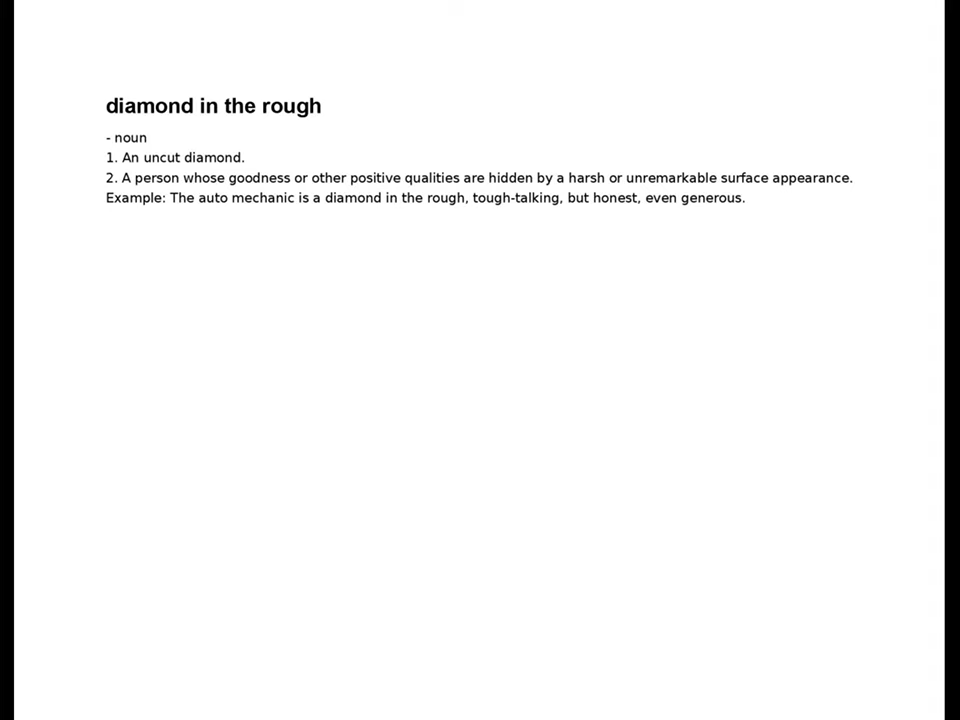 diamond in the rough
- noun
1. An uncut diamond.
2. A person whose goodness or other positive qualities are hidden by a harsh or unremarkable surface appearance.
Example: The auto mechanic is a diamond in the rough, tough-talking, but honest, even generous.